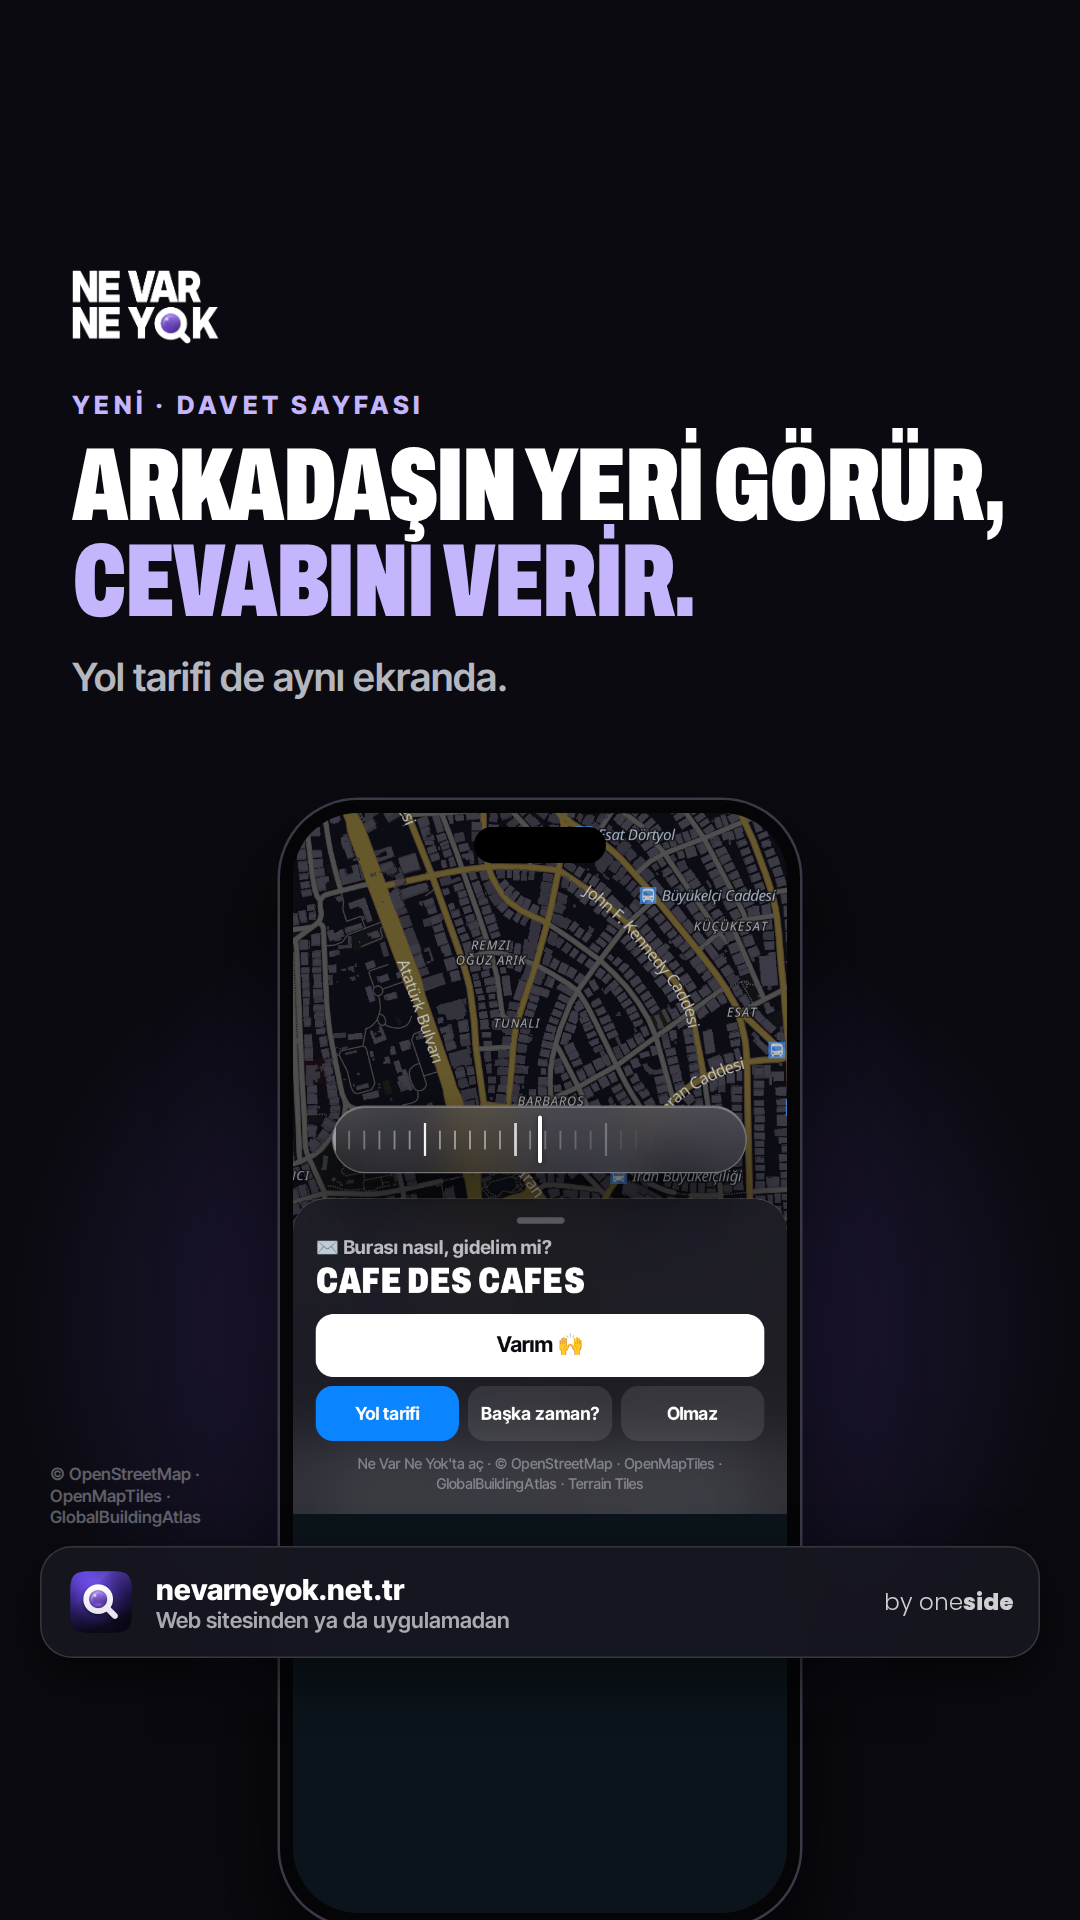 NE VAR
NE YOK
YENİ · DAVET SAYFASI
ARKADAŞIN YERİ GÖRÜR,
CEVABINI VERİR.
Yol tarifi de aynı ekranda.
Esat Dörtyol
Büyükelçi Caddesi
KÜÇÜKESAT
John F. Kennedy Caddesi
REMZI
OĞUZ ARIK
Atatürk Bulvarı
ESAT
TUNALI
İran Caddesi
BARBAROS
İran Büyükelçiliği
✉️ Burası nasıl, gidelim mi?
CAFE DES CAFES
Varım 🙌
Yol tarifi
Başka zaman?
Olmaz
Ne Var Ne Yok'ta aç · © OpenStreetMap · OpenMapTiles ·
GlobalBuildingAtlas · Terrain Tiles
© OpenStreetMap ·
OpenMapTiles ·
GlobalBuildingAtlas
nevarneyok.net.tr
Web sitesinden ya da uygulamadan
by oneside